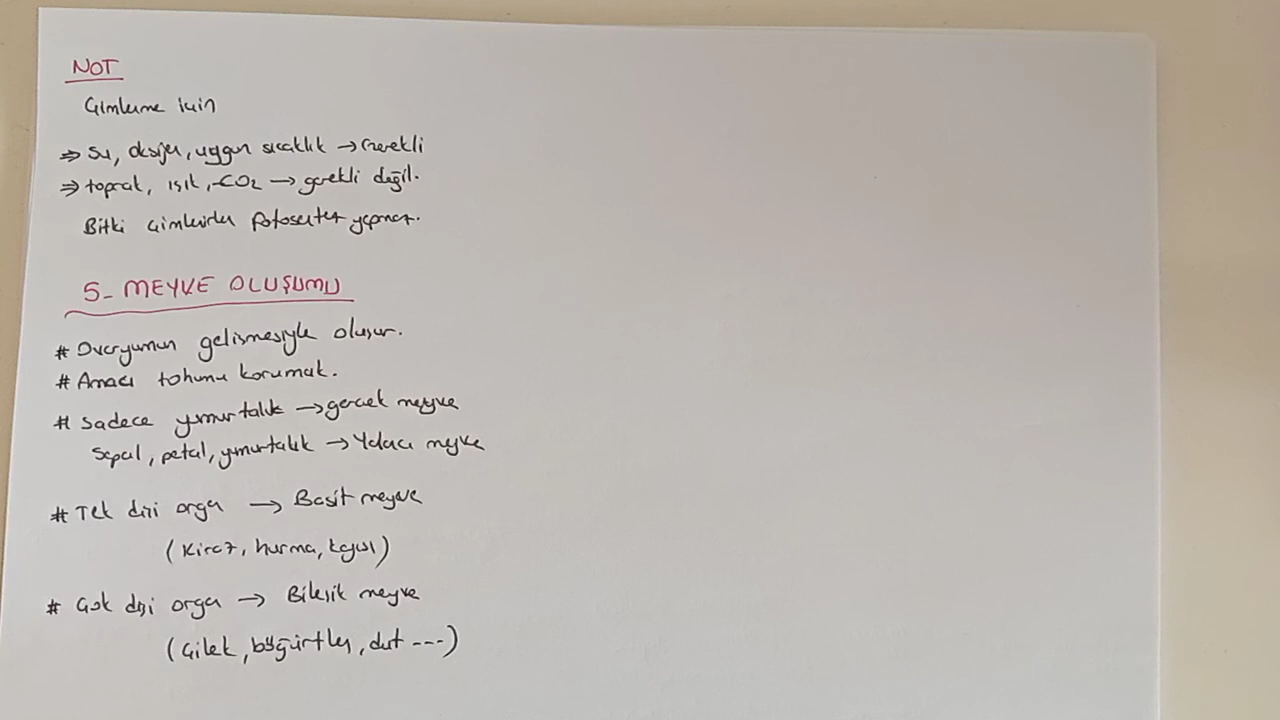 NOT
Çimlenme için
⇒ Su, oksijen, uygun sıcaklık → Gerekli
⇒ toprak, ışık, CO2 → gerekli değil.
Bitki çimlenirken fotosentez yapmaz.
5- MEYVE OLUŞUMU
# Ovaryumun gelişmesiyle oluşur.
# Amacı tohumu korumak.
# Sadece yumurtalık → gerçek meyve
Sepal, petal, yumurtalık → Yalancı meyve
# Tek dişi organ → Basit meyve
(Kiraz, hurma, kayısı)
# Çok dişi organ → Bileşik meyve
(Çilek, böğürtlen, dut ---)